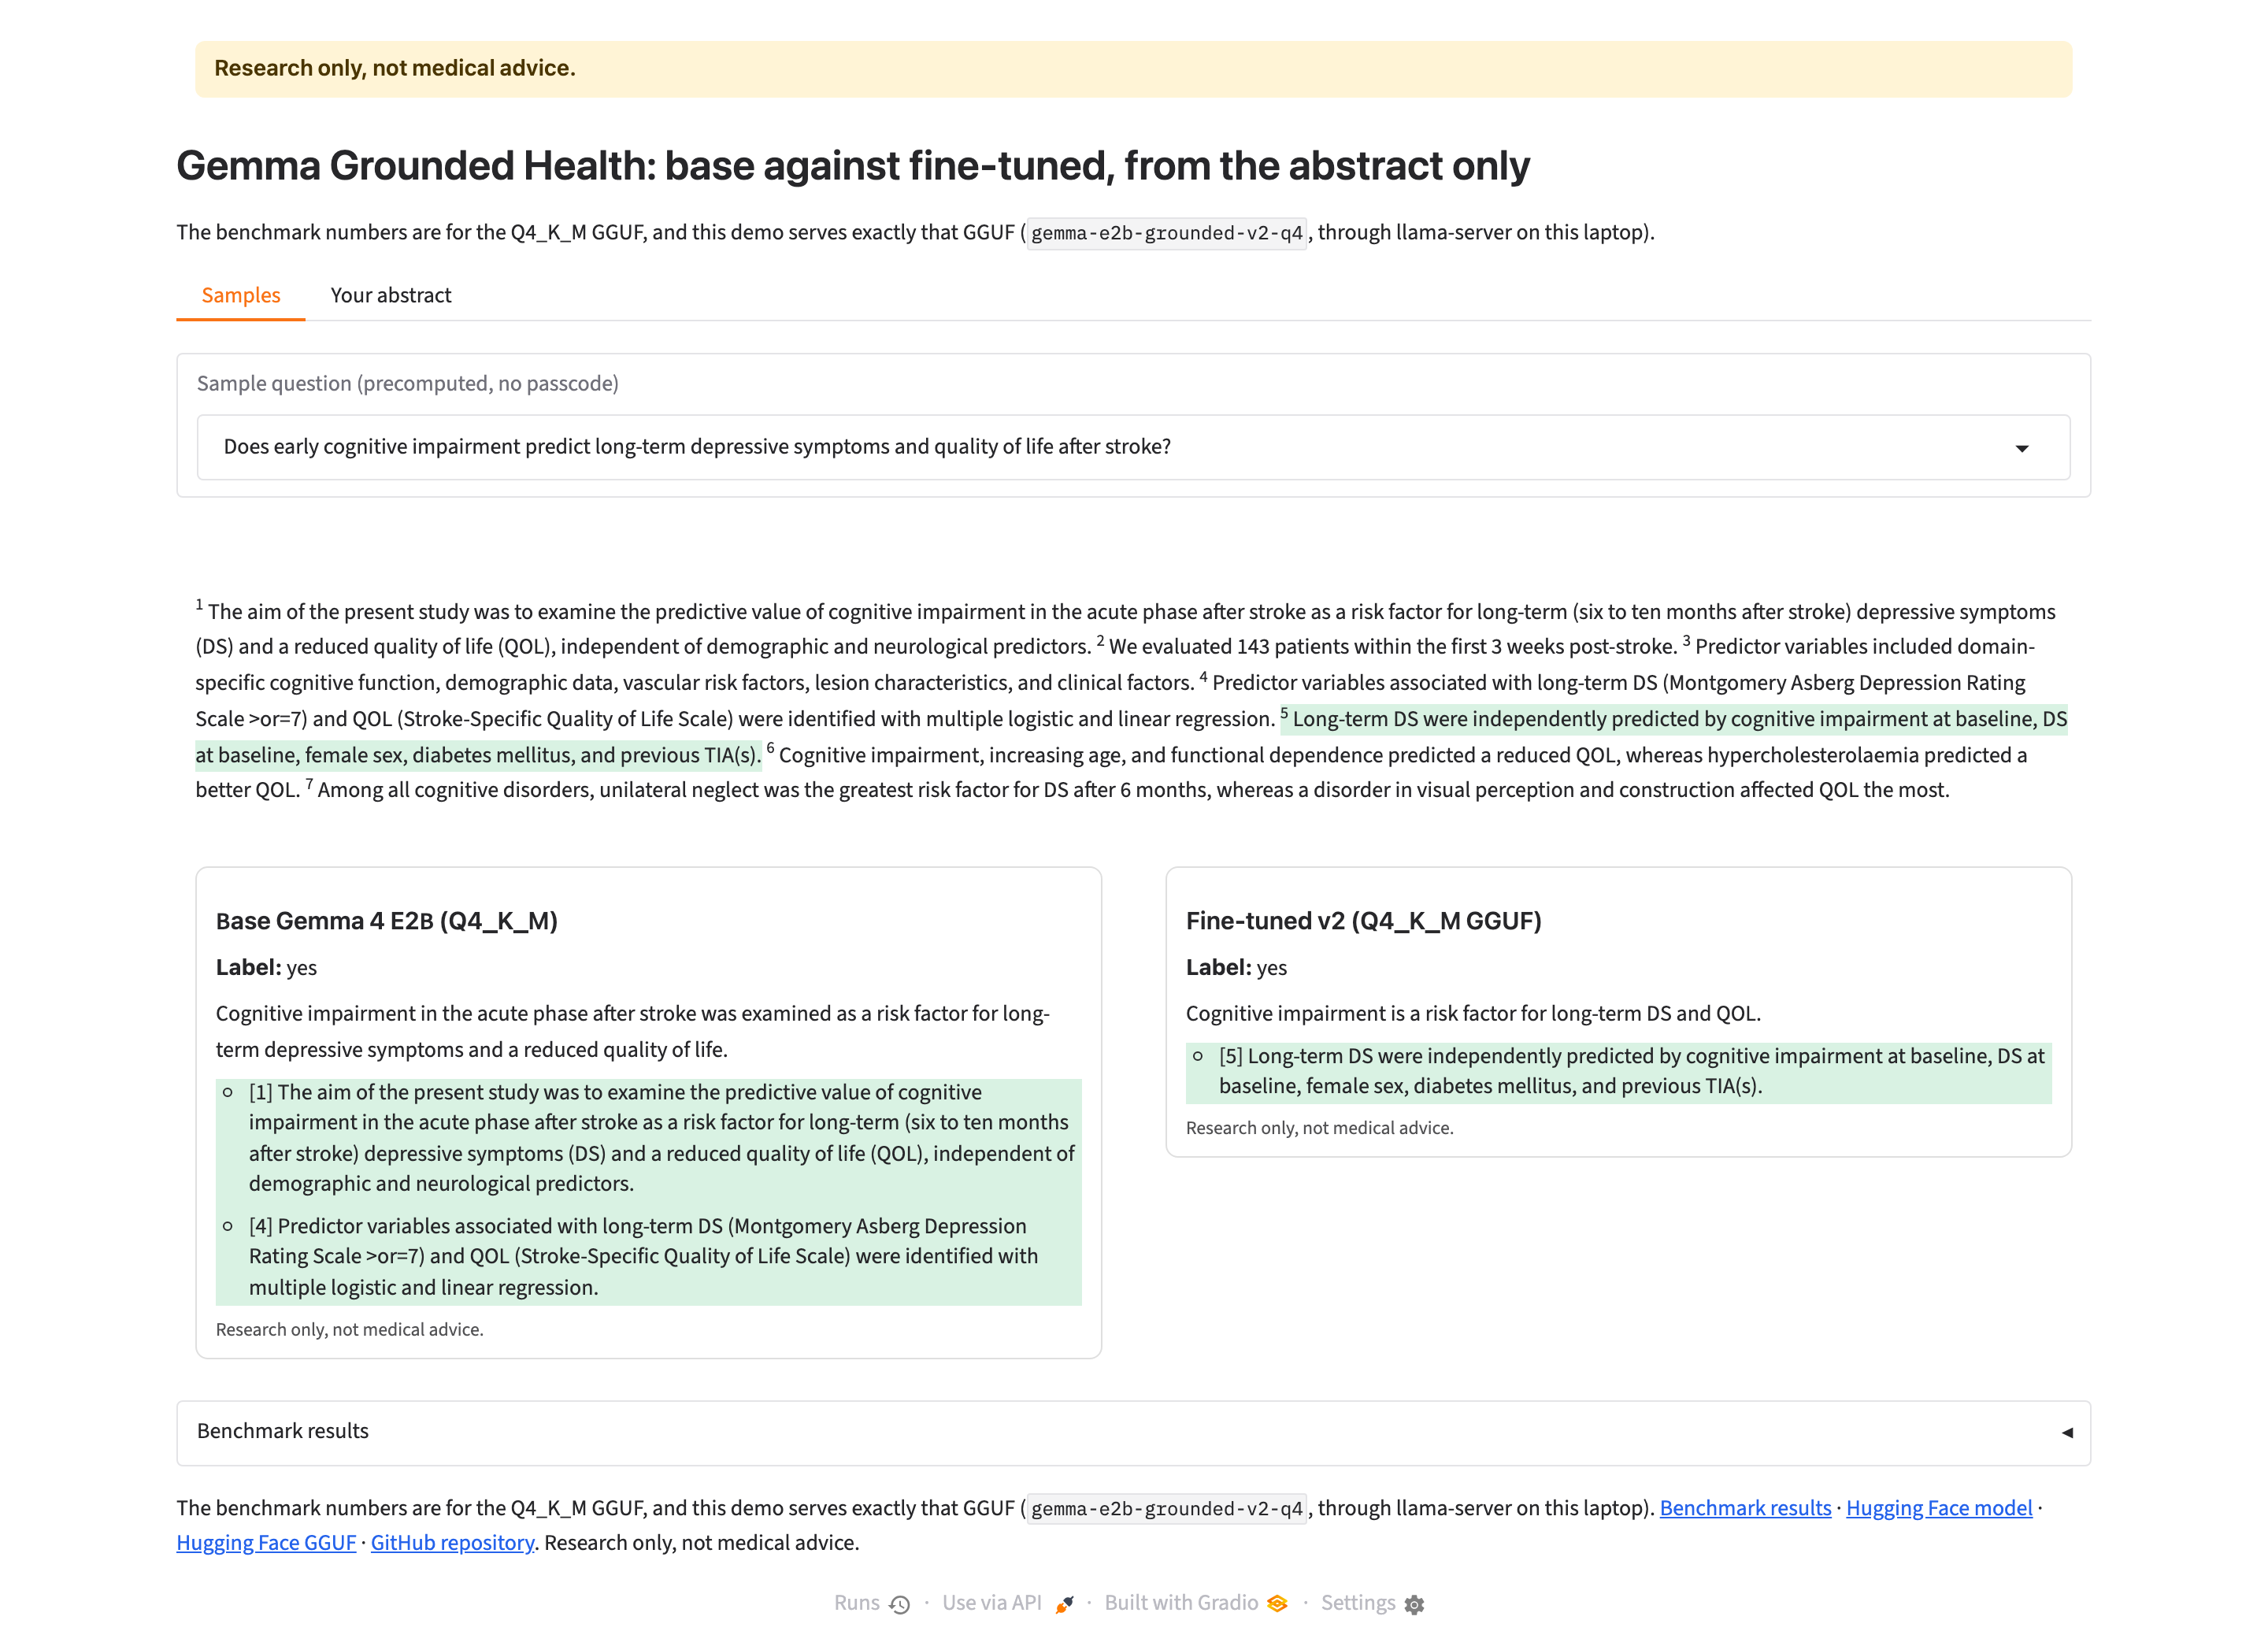 Research only, not medical advice.
Gemma Grounded Health: base against fine-tuned, from the abstract only
The benchmark numbers are for the Q4_K_M GGUF, and this demo serves exactly that GGUF (gemma-e2b-grounded-v2-q4, through llama-server on this laptop).
Samples Your abstract
Sample question (precomputed, no passcode)
Does early cognitive impairment predict long-term depressive symptoms and quality of life after stroke?
1 The aim of the present study was to examine the predictive value of cognitive impairment in the acute phase after stroke as a risk factor for long-term (six to ten months after stroke) depressive symptoms
(DS) and a reduced quality of life (QOL), independent of demographic and neurological predictors. 2 We evaluated 143 patients within the first 3 weeks post-stroke. 3 Predictor variables included domain-
specific cognitive function, demographic data, vascular risk factors, lesion characteristics, and clinical factors. 4 Predictor variables associated with long-term DS (Montgomery Asberg Depression Rating
Scale >or=7) and QOL (Stroke-Specific Quality of Life Scale) were identified with multiple logistic and linear regression. 5 Long-term DS were independently predicted by cognitive impairment at baseline, DS
at baseline, female sex, diabetes mellitus, and previous TIA(s). 6 Cognitive impairment, increasing age, and functional dependence predicted a reduced QOL, whereas hypercholesterolaemia predicted a
better QOL. 7 Among all cognitive disorders, unilateral neglect was the greatest risk factor for DS after 6 months, whereas a disorder in visual perception and construction affected QOL the most.
Base Gemma 4 E2B (Q4_K_M)
Label: yes
Cognitive impairment in the acute phase after stroke was examined as a risk factor for long-
term depressive symptoms and a reduced quality of life.
[1] The aim of the present study was to examine the predictive value of cognitive
impairment in the acute phase after stroke as a risk factor for long-term (six to ten months
after stroke) depressive symptoms (DS) and a reduced quality of life (QOL), independent of
demographic and neurological predictors.
[4] Predictor variables associated with long-term DS (Montgomery Asberg Depression
Rating Scale >or=7) and QOL (Stroke-Specific Quality of Life Scale) were identified with
multiple logistic and linear regression.
Research only, not medical advice.
Fine-tuned v2 (Q4_K_M GGUF)
Label: yes
Cognitive impairment is a risk factor for long-term DS and QOL.
[5] Long-term DS were independently predicted by cognitive impairment at baseline, DS at
baseline, female sex, diabetes mellitus, and previous TIA(s).
Research only, not medical advice.
Benchmark results
The benchmark numbers are for the Q4_K_M GGUF, and this demo serves exactly that GGUF (gemma-e2b-grounded-v2-q4, through llama-server on this laptop). Benchmark results · Hugging Face model ·
Hugging Face GGUF · GitHub repository. Research only, not medical advice.
Runs · Use via API · Built with Gradio · Settings